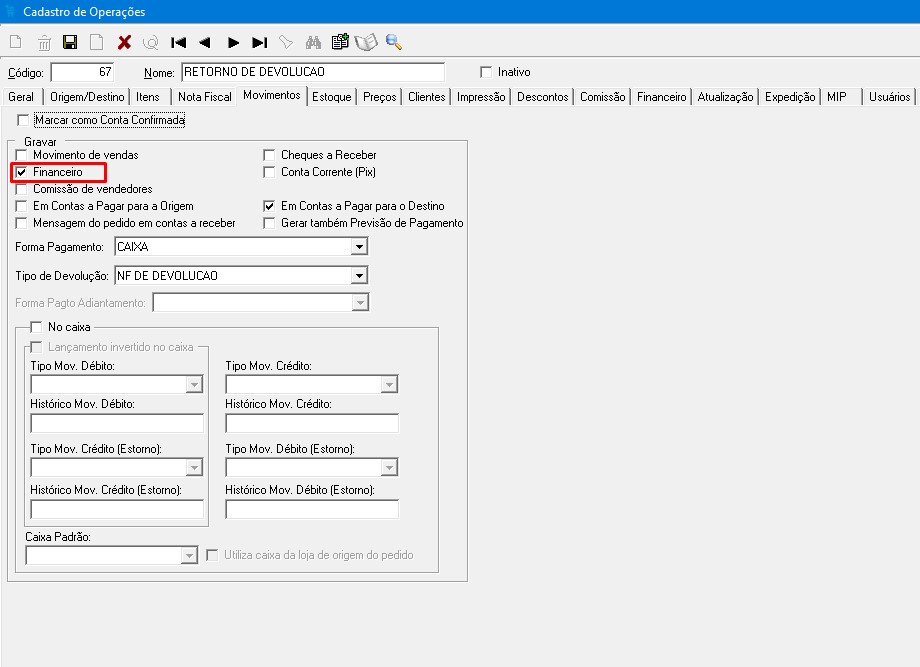 Cadastro de Operações
Código: 67 Nome: RETORNO DE DEVOLUCAO Inativo
Geral Origem/Destino Itens Nota Fiscal Movimentos Estoque Preços Clientes Impressão Descontos Comissão Financeiro Atualização Expedição MIP Usuários
Marcar como Conta Confirmada
Gravar
Movimento de vendas Cheques a Receber
Financeiro Conta Corrente (Pix)
Comissão de vendedores
Em Contas a Pagar para a Origem Em Contas a Pagar para o Destino
Mensagem do pedido em contas a receber Gerar também Previsão de Pagamento
Forma Pagamento: CAIXA
Tipo de Devolução: NF DE DEVOLUCAO
Forma Pagto Adiantamento:
No caixa
Lançamento invertido no caixa
Tipo Mov. Débito: Tipo Mov. Crédito:
Histórico Mov. Débito: Histórico Mov. Crédito:
Tipo Mov. Crédito (Estorno): Tipo Mov. Débito (Estorno):
Histórico Mov. Crédito (Estorno): Histórico Mov. Débito (Estorno):
Caixa Padrão:
Utiliza caixa da loja de origem do pedido